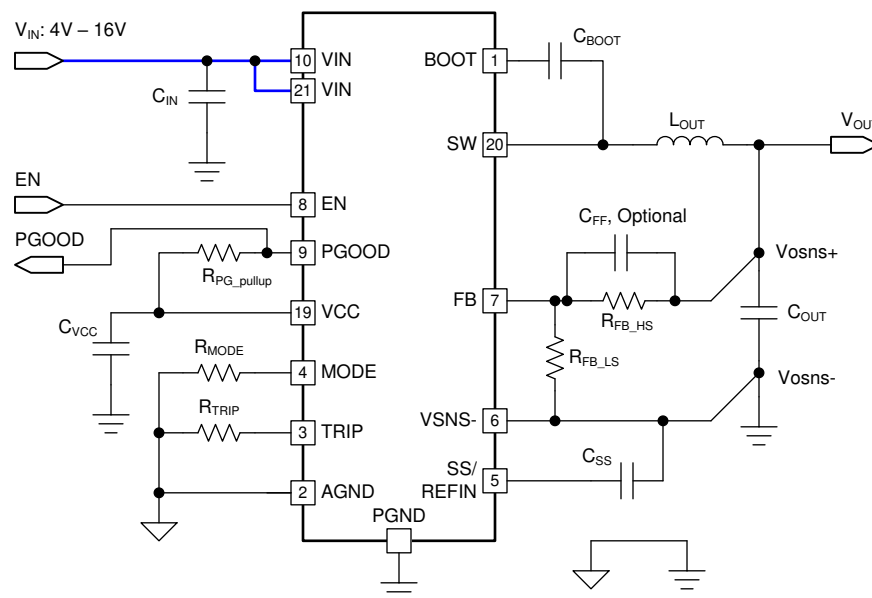 V_IN: 4V – 16V
C_IN
10 VIN
21 VIN
EN
8 EN
PGOOD
9 PGOOD
R_PG_pullup
19 VCC
C_VCC
R_MODE
4 MODE
R_TRIP
3 TRIP
2 AGND
PGND
BOOT 1
C_BOOT
SW 20
L_OUT
V_OUT
C_FF, Optional
Vosns+
FB 7
R_FB_HS
C_OUT
R_FB_LS
Vosns-
VSNS- 6
C_SS
SS/
REFIN 5